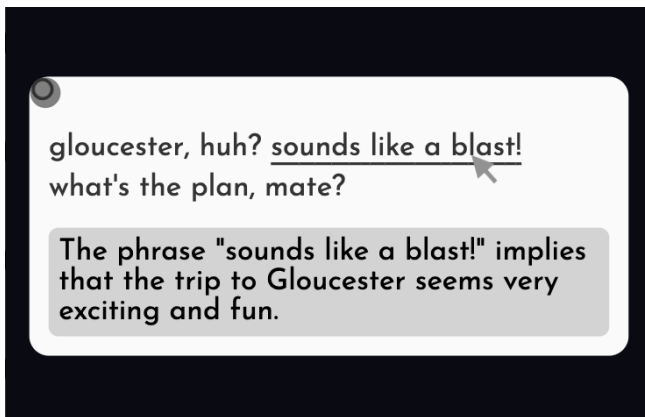 gloucester, huh? sounds like a blast!
what's the plan, mate?
The phrase "sounds like a blast!" implies
that the trip to Gloucester seems very
exciting and fun.